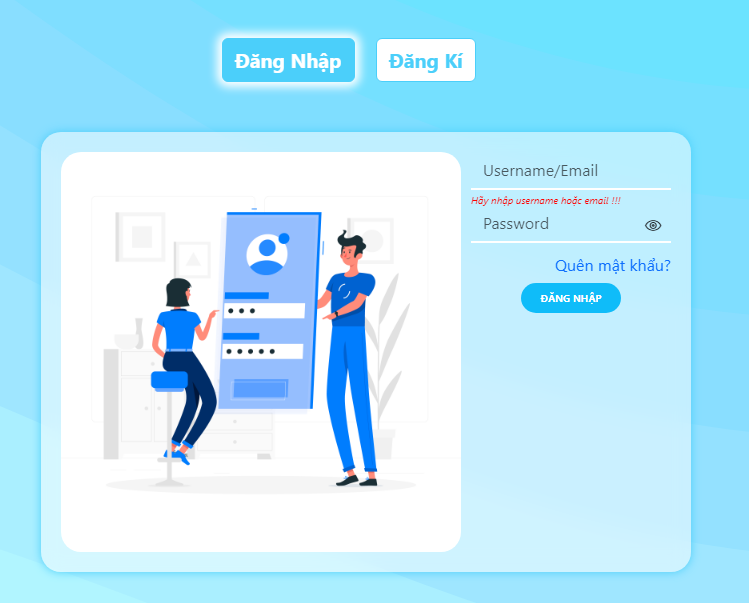 Đăng Nhập
Đăng Kí
Username/Email
Hãy nhập username hoặc email !!!
Password
Quên mật khẩu?
ĐĂNG NHẬP